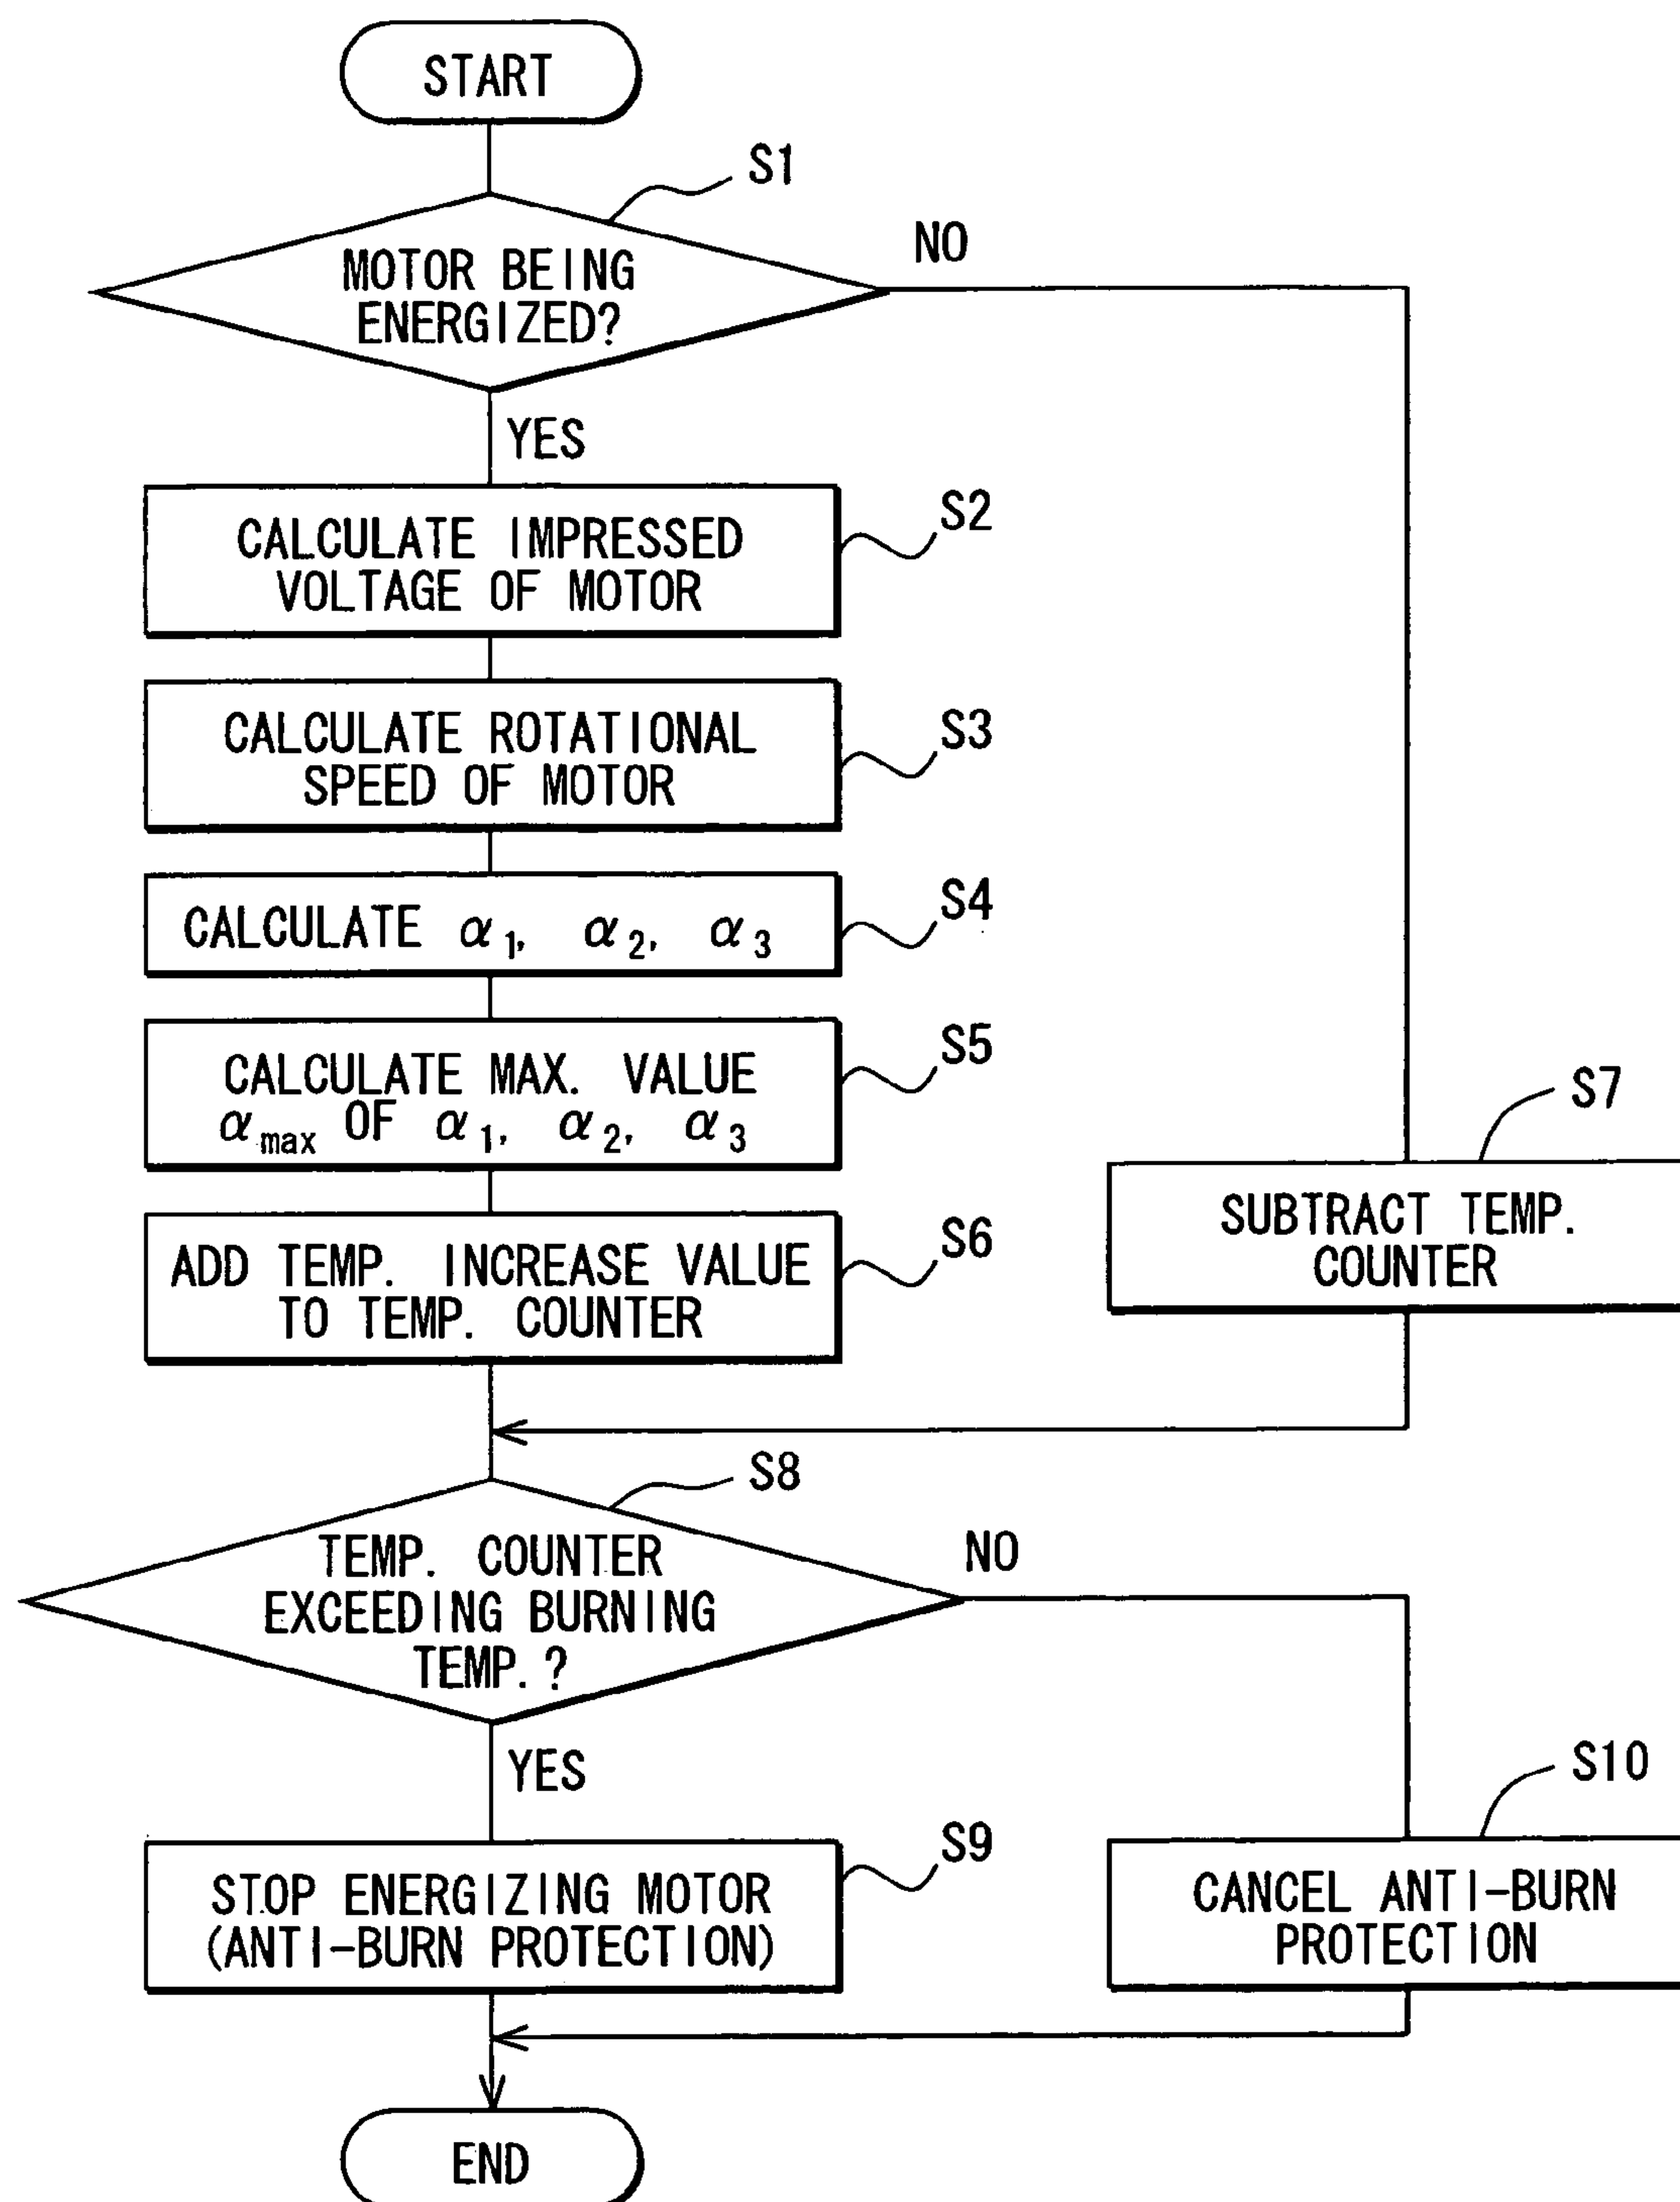 START
S1
NO
MOTOR BEING
ENERGIZED?
YES
S2
CALCULATE IMPRESSED
VOLTAGE OF MOTOR
S3
CALCULATE ROTATIONAL
SPEED OF MOTOR
S4
CALCULATE α1, α2, α3
S5
CALCULATE MAX. VALUE
αmax OF α1, α2, α3
S7
SUBTRACT TEMP.
COUNTER
S6
ADD TEMP. INCREASE VALUE
TO TEMP. COUNTER
S8
NO
TEMP. COUNTER
EXCEEDING BURNING
TEMP.?
YES
S10
S9
STOP ENERGIZING MOTOR
(ANTI-BURN PROTECTION)
CANCEL ANTI-BURN
PROTECTION
END